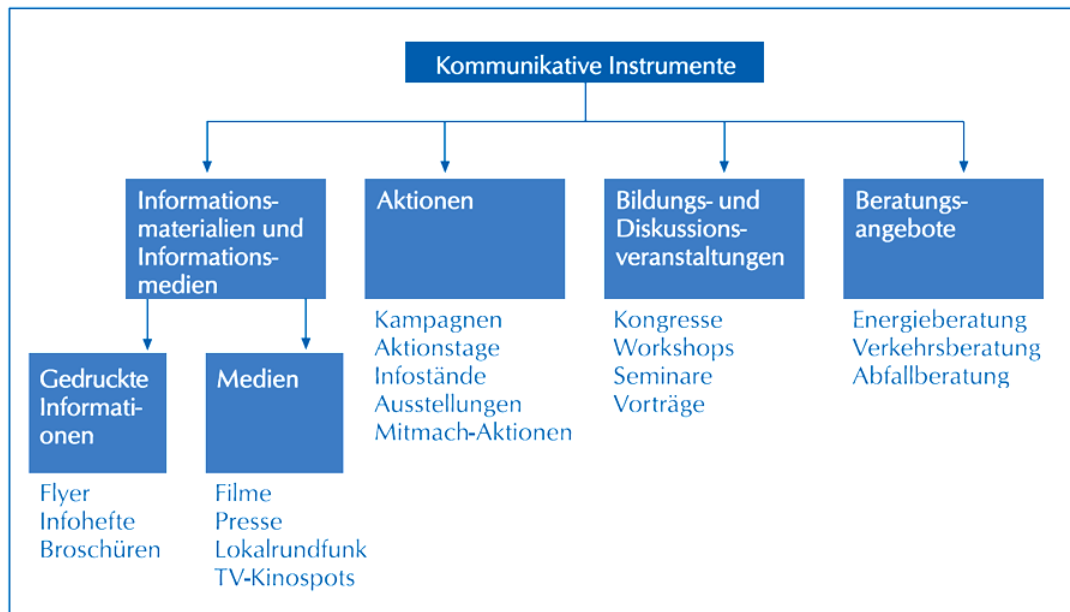 Kommunikative Instrumente
Informations-
materialien und
Informations-
medien
Aktionen
Bildungs- und
Diskussions-
veranstaltungen
Beratungs-
angebote
Gedruckte
Informati-
onen
Medien
Kampagnen
Aktionstage
Infostände
Ausstellungen
Mitmach-Aktionen
Kongresse
Workshops
Seminare
Vorträge
Energieberatung
Verkehrsberatung
Abfallberatung
Flyer
Infohefte
Broschüren
Filme
Presse
Lokalrundfunk
TV-Kinospots